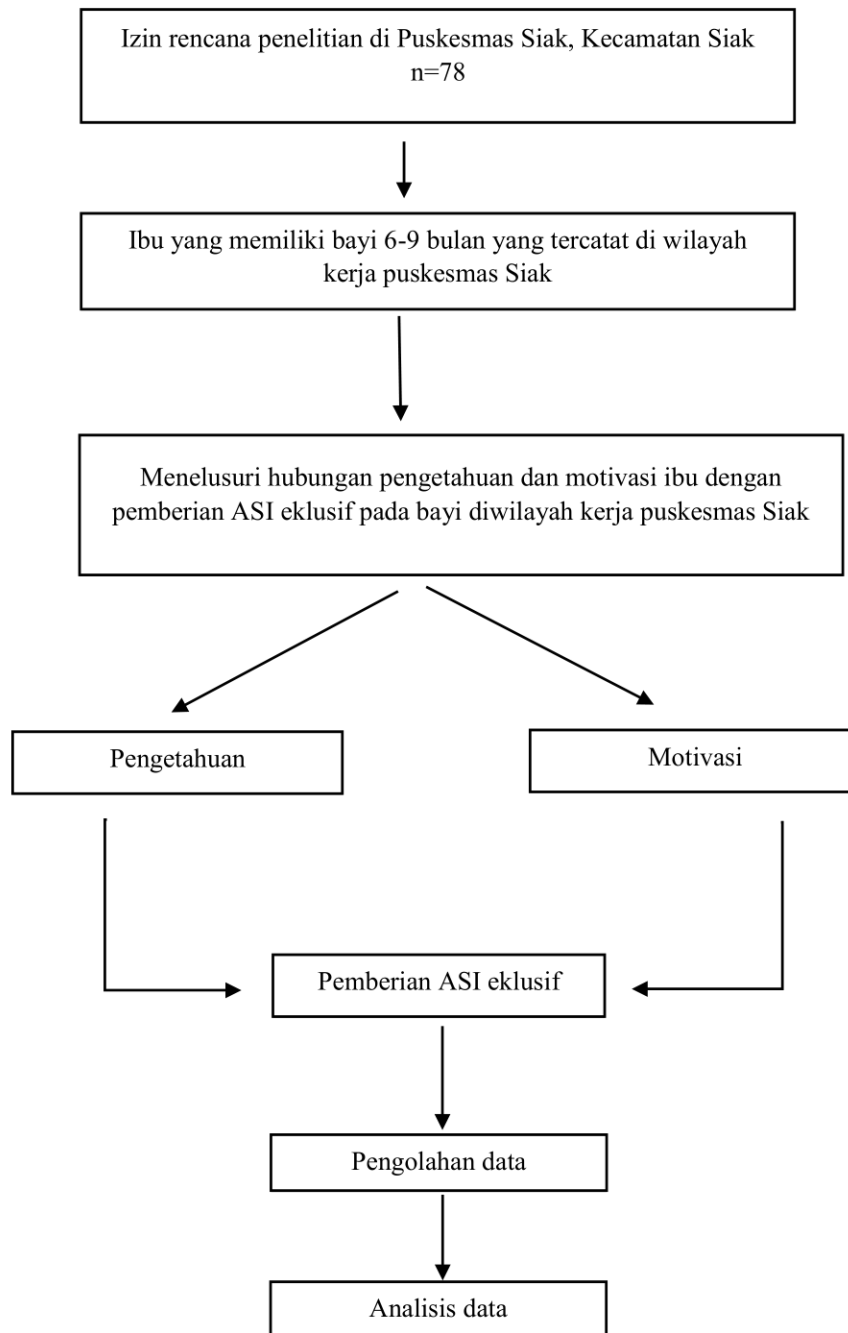 Izin rencana penelitian di Puskesmas Siak, Kecamatan Siak
n=78
Ibu yang memiliki bayi 6-9 bulan yang tercatat di wilayah
kerja puskesmas Siak
Menelusuri hubungan pengetahuan dan motivasi ibu dengan
pemberian ASI eklusif pada bayi diwilayah kerja puskesmas Siak
Pengetahuan
Motivasi
Pemberian ASI eklusif
Pengolahan data
Analisis data